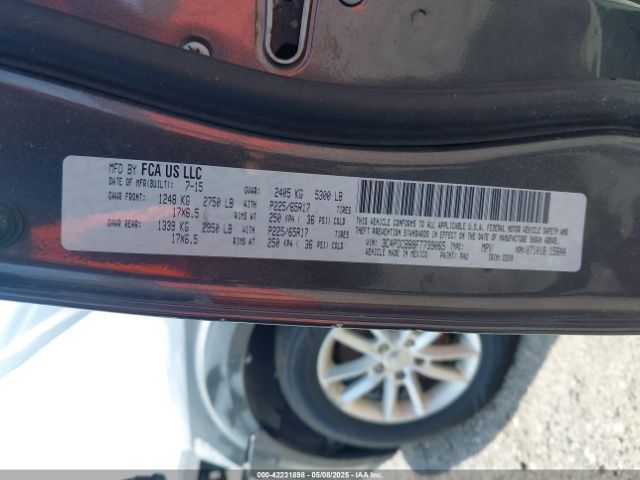 MFD BY FCA US LLC
DATE OF MFR(BUILT): 7-15 GVWR: 2405 KG 5300 LB
GAWR FRONT: 1248 KG 2750 LB WITH P225/65R17 TIRES
17X6.5 RIMS AT 250 KPA ( 36 PSI) COLD
GAWR REAR: 1339 KG 2950 LB WITH P225/65R17 TIRES
17X6.5 RIMS AT 250 KPA ( 36 PSI) COLD
THIS VEHICLE CONFORMS TO ALL APPLICABLE U.S.A. FEDERAL MOTOR VEHICLE SAFETY AND
THEFT PREVENTION STANDARDS IN EFFECT ON THE DATE OF MANUFACTURE SHOWN ABOVE.
VIN: TYPE: MPV
VEHICLE MADE IN MEXICO PAINT: TRIM:
000-42231898 - 05/08/2025 - IAAI COPYRIGHT